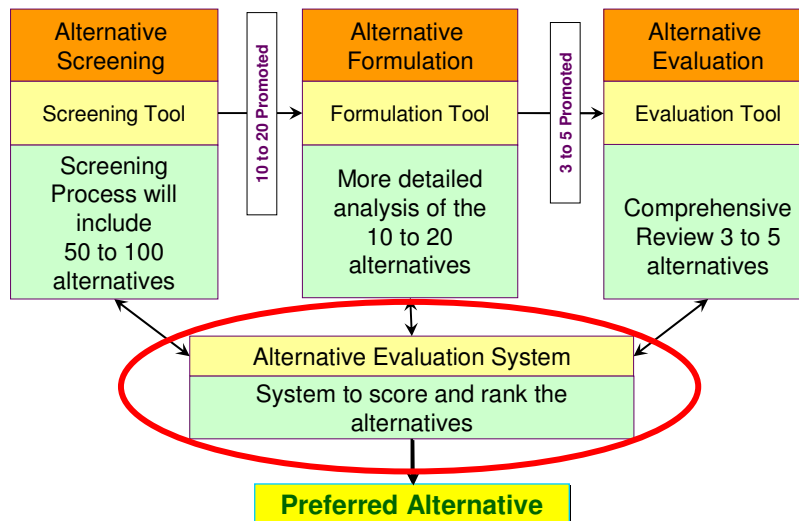 Alternative
Screening
Screening Tool
Screening
Process will
include
50 to 100
alternatives
10 to 20 Promoted
Alternative
Formulation
Formulation Tool
More detailed
analysis of the
10 to 20
alternatives
3 to 5 Promoted
Alternative
Evaluation
Evaluation Tool
Comprehensive
Review 3 to 5
alternatives
Alternative Evaluation System
System to score and rank the
alternatives
Preferred Alternative